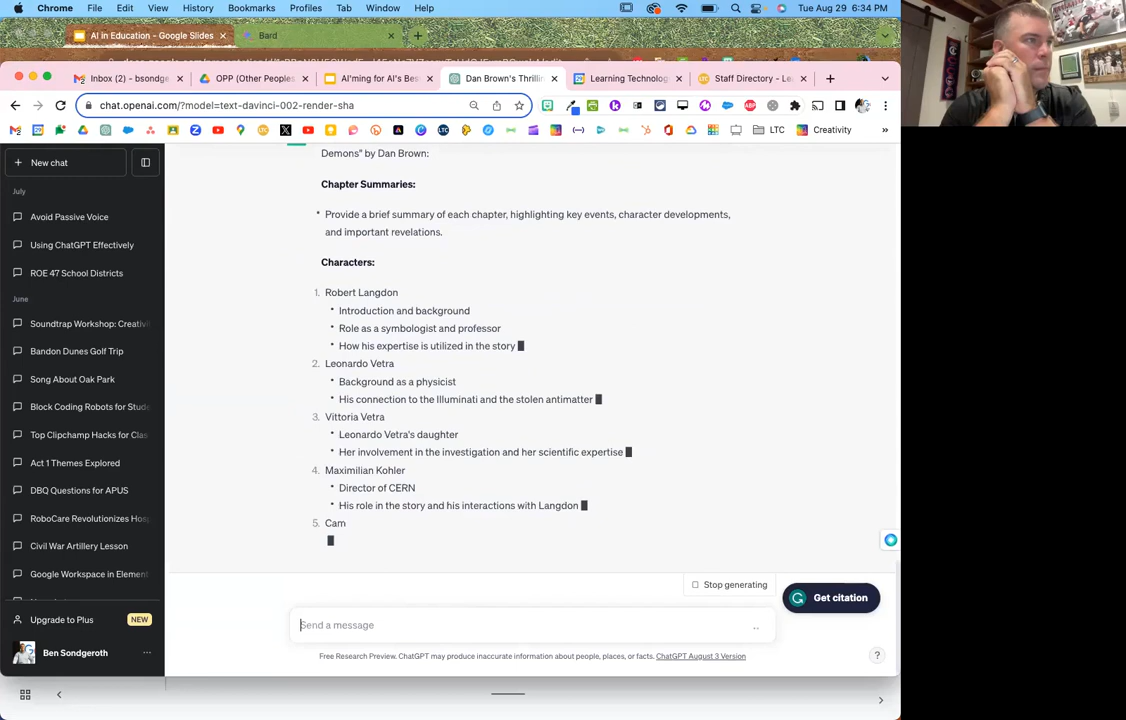 Chrome File Edit View History Bookmarks Profiles Tab Window Help Tue Aug 29 6:34 PM
AI in Education - Google Slides Bard
Inbox (2) - bsondge OPP (Other Peoples AI'ming for AI's Bes Dan Brown's Thrillin Learning Technolog Staff Directory - Le
chat.openai.com/?model=text-davinci-002-render-sha
LTC Creativity »
New chat
July
Avoid Passive Voice
Using ChatGPT Effectively
ROE 47 School Districts
June
Soundtrap Workshop: Creativi
Bandon Dunes Golf Trip
Song About Oak Park
Block Coding Robots for Stude
Top Clipchamp Hacks for Clas
Act 1 Themes Explored
DBQ Questions for APUS
RoboCare Revolutionizes Hos
Civil War Artillery Lesson
Google Workspace in Element
Upgrade to Plus NEW
Ben Sondgeroth ...
Demons" by Dan Brown:
Chapter Summaries:
• Provide a brief summary of each chapter, highlighting key events, character developments,
and important revelations.
Characters:
1. Robert Langdon
• Introduction and background
• Role as a symbologist and professor
• How his expertise is utilized in the story
2. Leonardo Vetra
• Background as a physicist
• His connection to the Illuminati and the stolen antimatter
3. Vittoria Vetra
• Leonardo Vetra's daughter
• Her involvement in the investigation and her scientific expertise
4. Maximilian Kohler
• Director of CERN
• His role in the story and his interactions with Langdon
5. Cam
Stop generating
Get citation
Send a message
Free Research Preview. ChatGPT may produce inaccurate information about people, places, or facts. ChatGPT August 3 Version
?